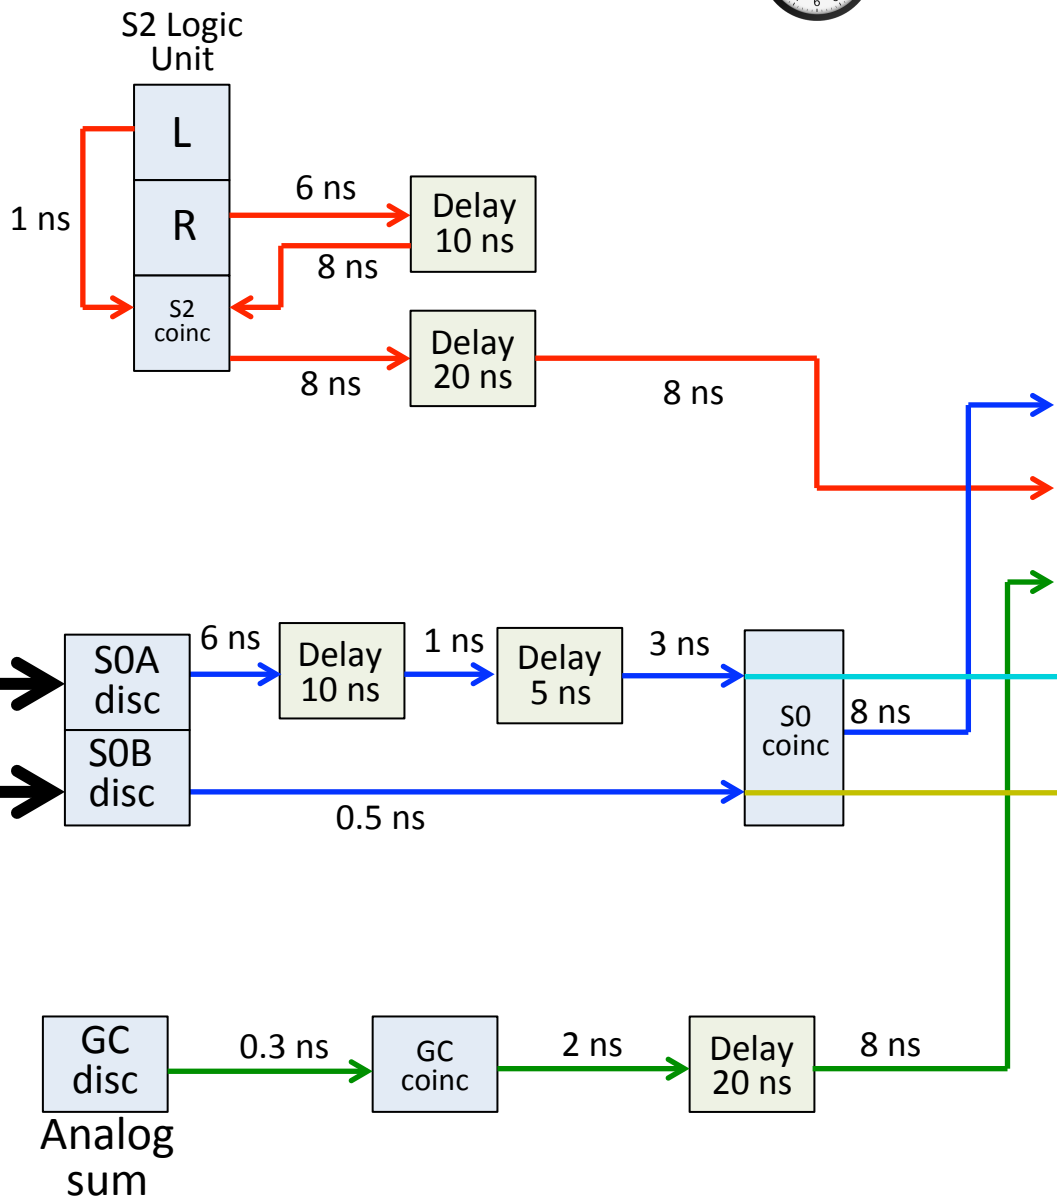 6
S2 Logic
Unit
L
1 ns
R
6 ns
Delay
10 ns
8 ns
S2
coinc
8 ns
Delay
20 ns
8 ns
S0A
disc
6 ns
Delay
10 ns
1 ns
Delay
5 ns
3 ns
S0
coinc
8 ns
S0B
disc
0.5 ns
GC
disc
0.3 ns
GC
coinc
2 ns
Delay
20 ns
8 ns
Analog
sum